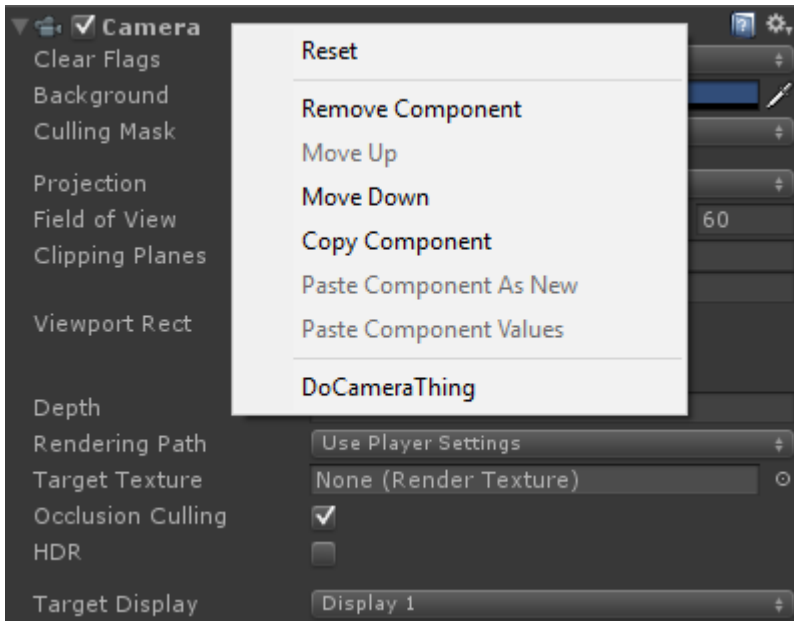 Camera
Clear Flags
Background
Culling Mask
Projection
Field of View 60
Clipping Planes
Viewport Rect
Depth
Reset
Remove Component
Move Up
Move Down
Copy Component
Paste Component As New
Paste Component Values
DoCameraThing
Rendering Path Use Player Settings
Target Texture None (Render Texture)
Occlusion Culling
HDR
Target Display Display 1